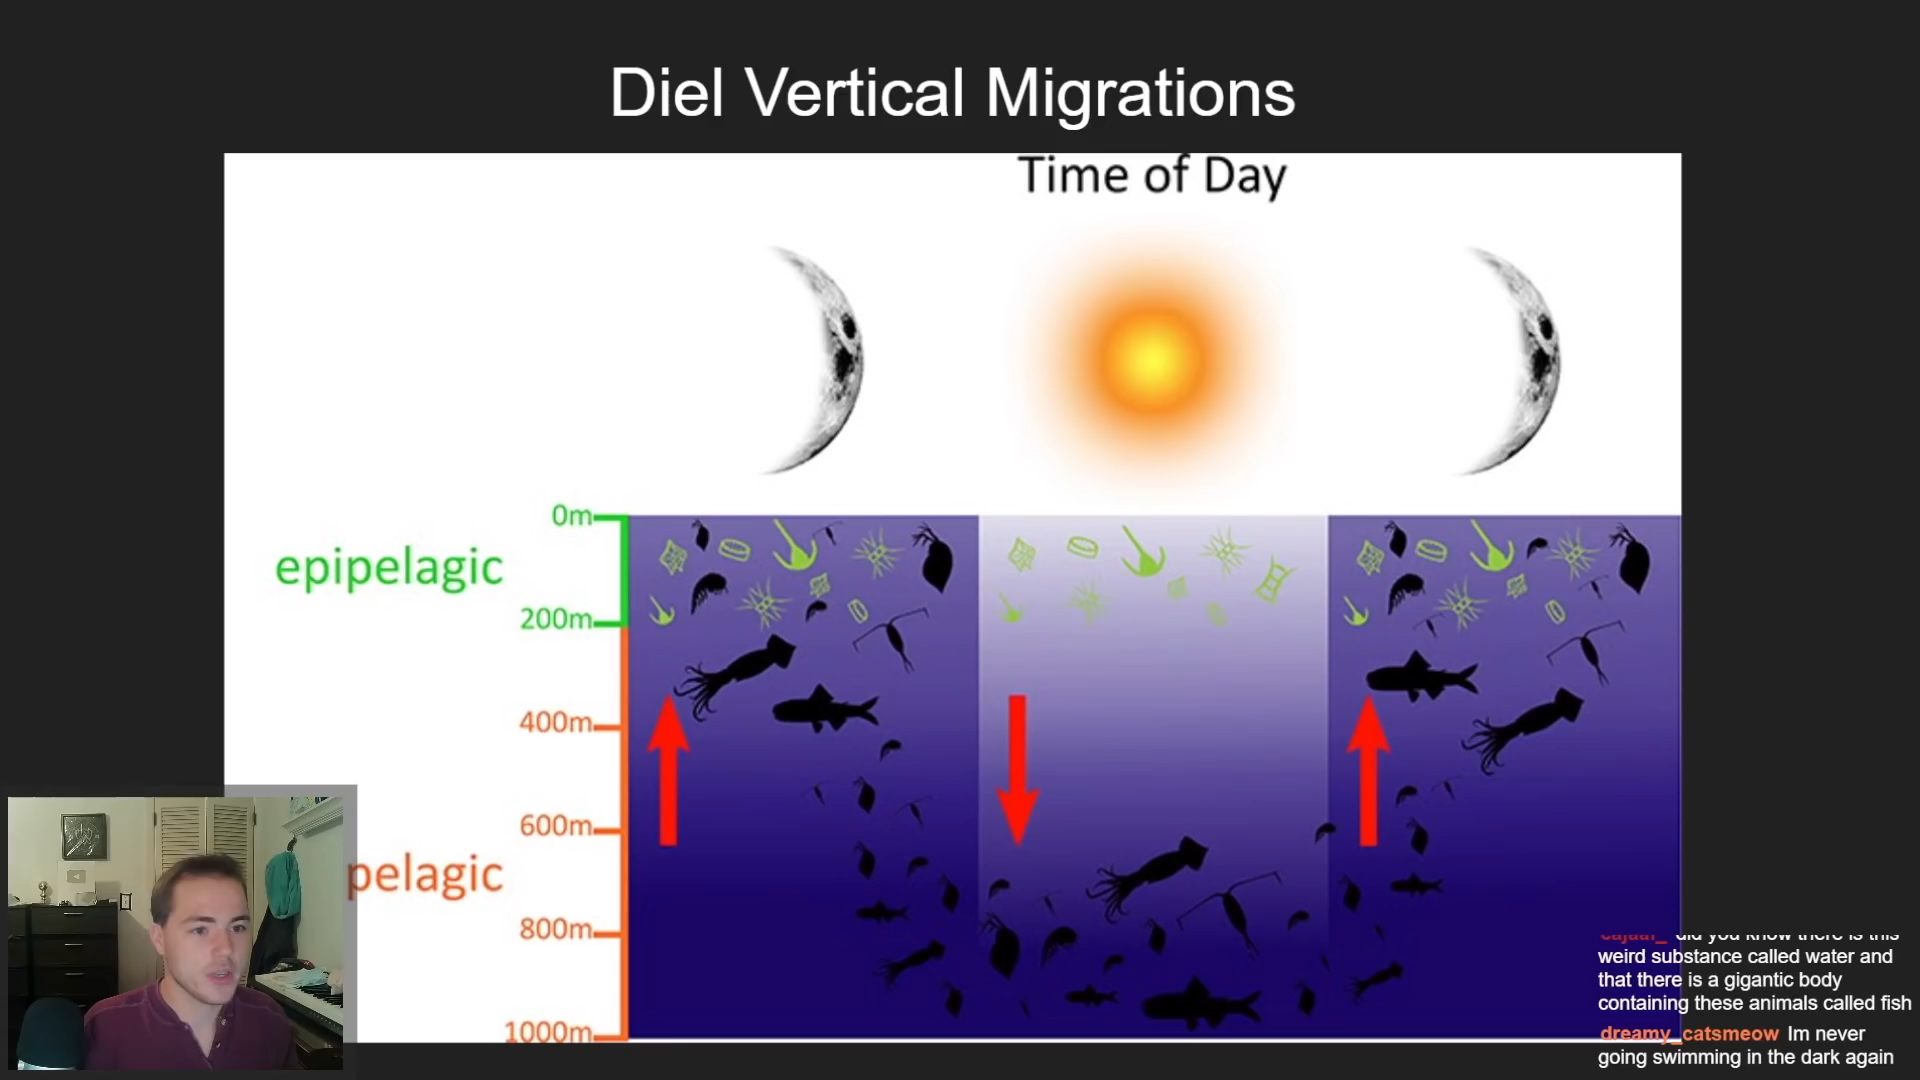 Diel Vertical Migrations
Time of Day
0m
epipelagic
200m
400m
600m
pelagic
800m
1000m
cajaal_ did you know there is this
weird substance called water and
that there is a gigantic body
containing these animals called fish
dreamy_catsmeow Im never
going swimming in the dark again